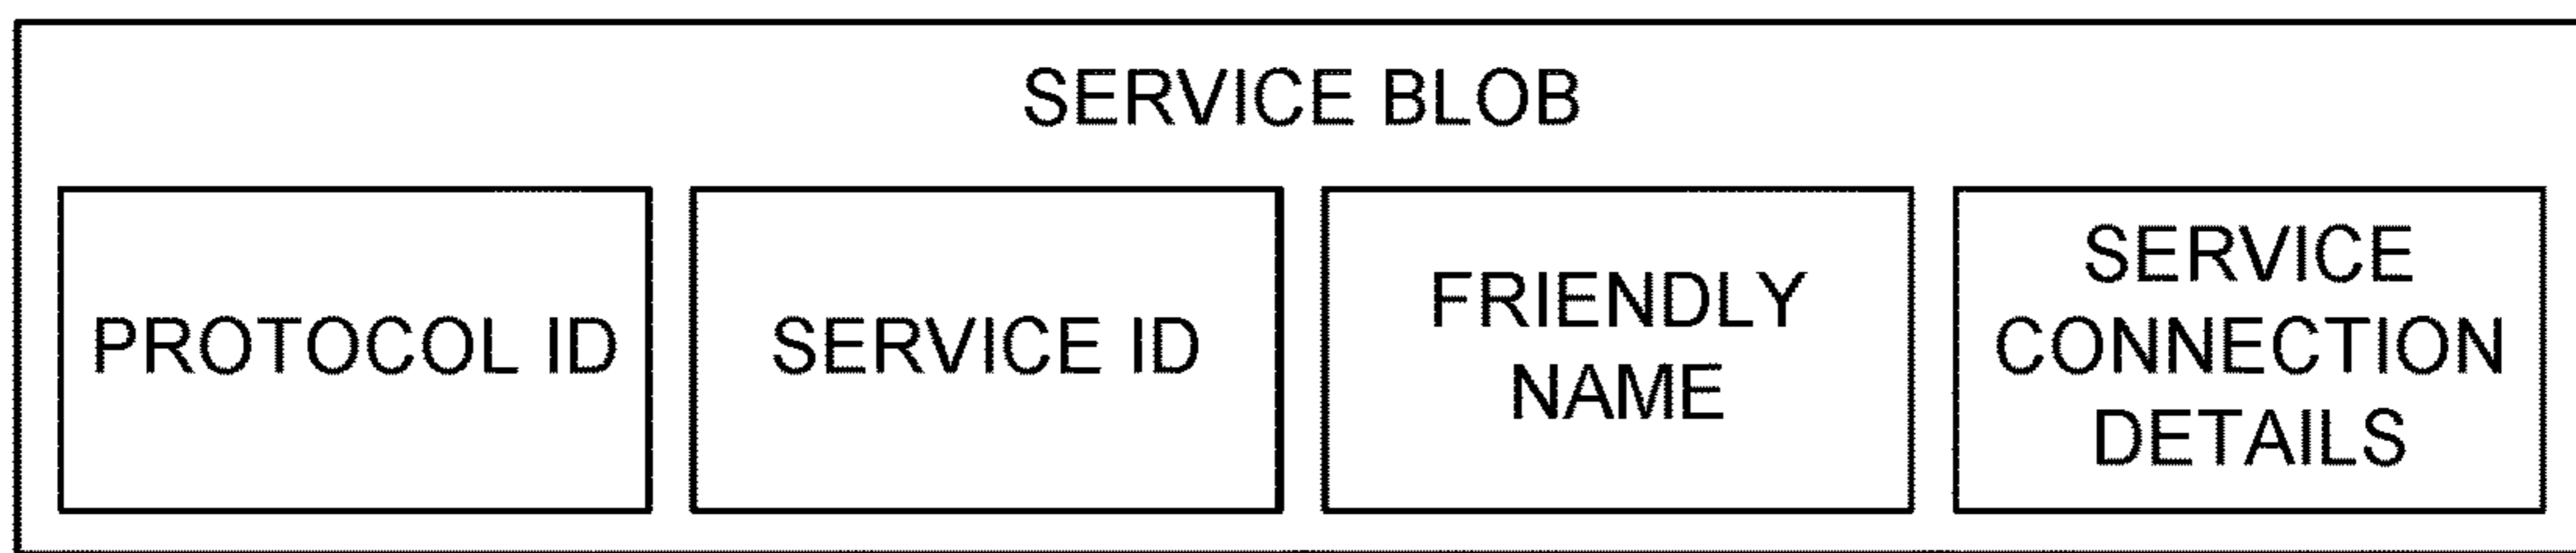 SERVICE BLOB
PROTOCOL ID
SERVICE ID
FRIENDLY
NAME
SERVICE
CONNECTION
DETAILS